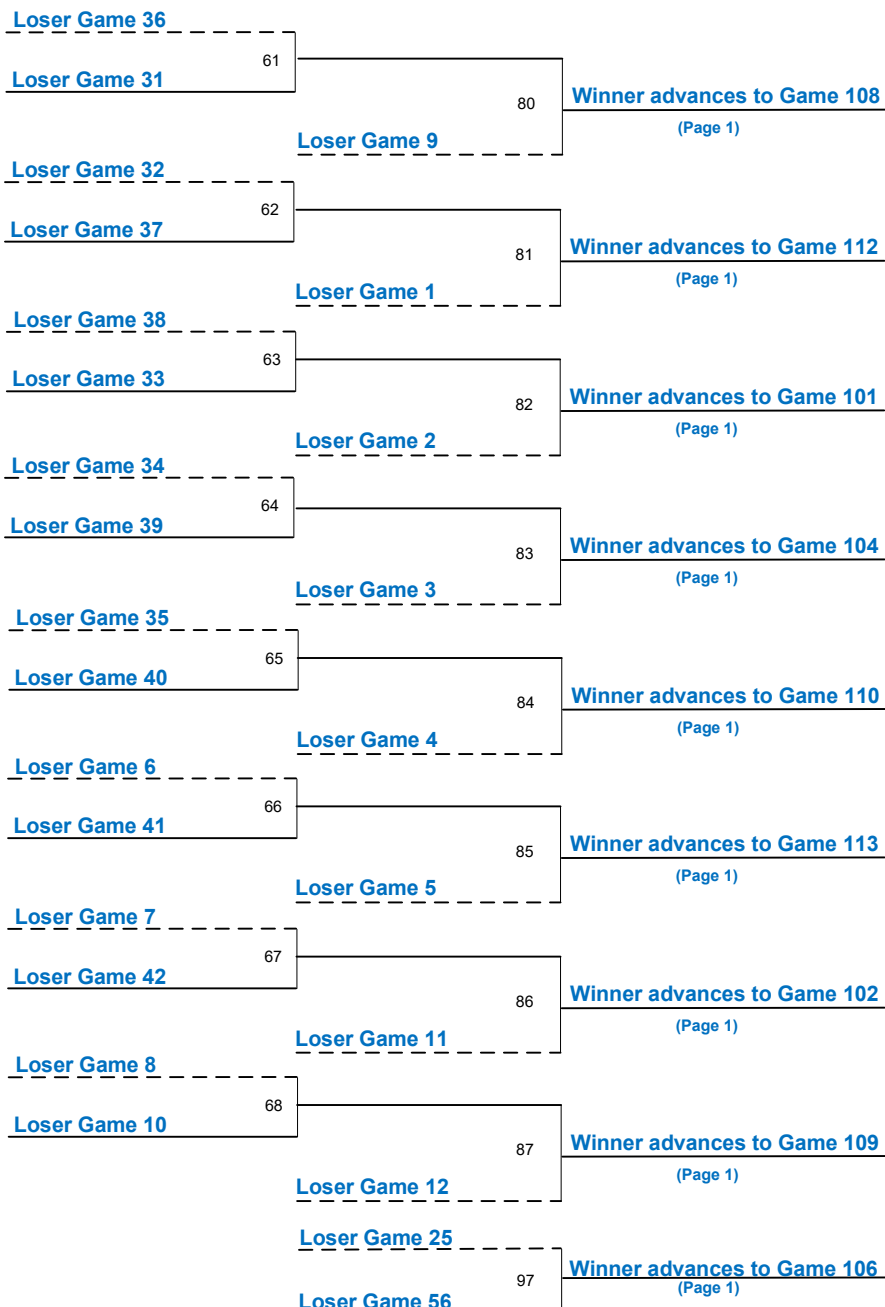 Loser Game 36
61
Loser Game 31
80
Winner advances to Game 108
(Page 1)
Loser Game 9
Loser Game 32
62
Loser Game 37
81
Winner advances to Game 112
(Page 1)
Loser Game 1
Loser Game 38
63
Loser Game 33
82
Winner advances to Game 101
(Page 1)
Loser Game 2
Loser Game 34
64
Loser Game 39
83
Winner advances to Game 104
(Page 1)
Loser Game 3
Loser Game 35
65
Loser Game 40
84
Winner advances to Game 110
(Page 1)
Loser Game 4
Loser Game 6
66
Loser Game 41
85
Winner advances to Game 113
(Page 1)
Loser Game 5
Loser Game 7
67
Loser Game 42
86
Winner advances to Game 102
(Page 1)
Loser Game 11
Loser Game 8
68
Loser Game 10
87
Winner advances to Game 109
(Page 1)
Loser Game 12
Loser Game 25
97
Winner advances to Game 106
(Page 1)
Loser Game 56